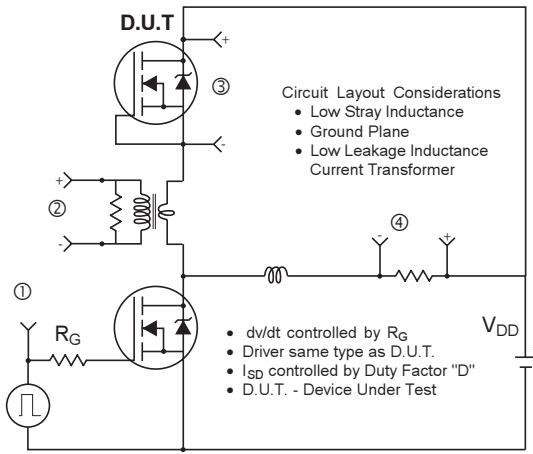 D.U.T
+
③
-
Circuit Layout Considerations
• Low Stray Inductance
• Ground Plane
• Low Leakage Inductance
Current Transformer
+
②
-
④
-
+
①
RG
VDD
• dv/dt controlled by RG
• Driver same type as D.U.T.
• ISD controlled by Duty Factor "D"
• D.U.T. - Device Under Test